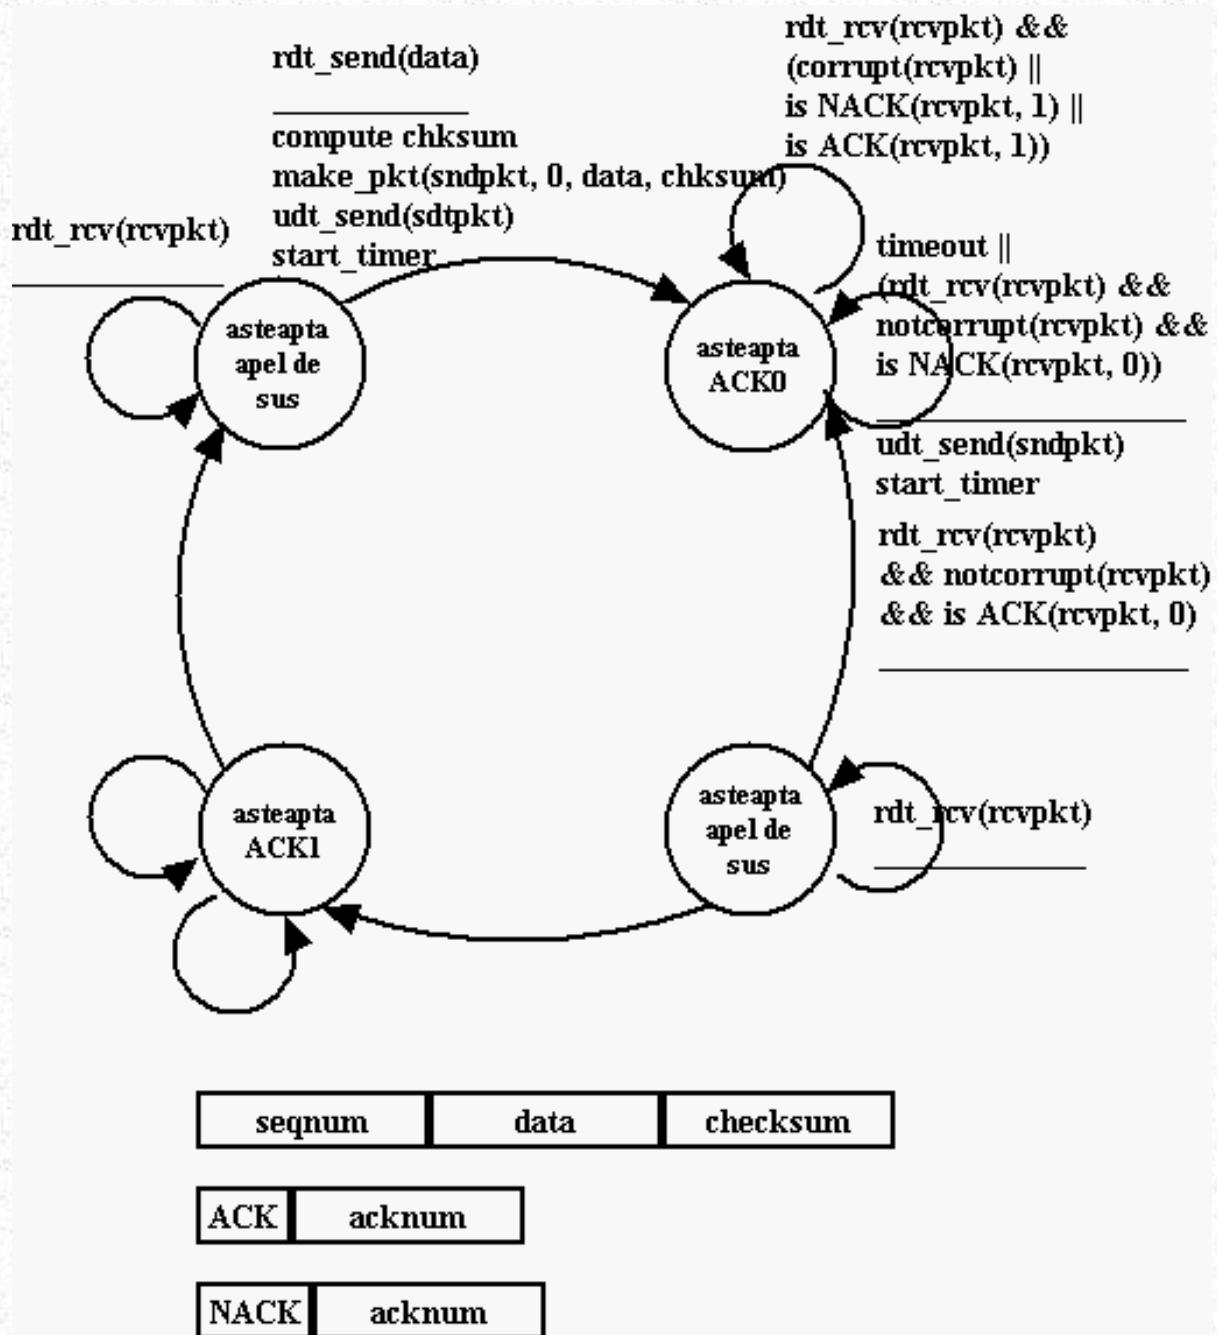 rdt_send(data)
compute chksum
make_pkt(sndpkt, 0, data, chksum)
udt_send(sdtpkt)
start_timer
rdt_rcv(rcvpkt) &&
(corrupt(rcvpkt) ||
is NACK(rcvpkt, 1) ||
is ACK(rcvpkt, 1))
rdt_rcv(rcvpkt)
timeout ||
(rdt_rcv(rcvpkt) &&
notcorrupt(rcvpkt) &&
is NACK(rcvpkt, 0))
udt_send(sndpkt)
start_timer
asteapta
apel de
sus
asteapta
ACK0
rdt_rcv(rcvpkt)
&& notcorrupt(rcvpkt)
&& is ACK(rcvpkt, 0)
asteapta
ACK1
asteapta
apel de
sus
rdt_rcv(rcvpkt)
seqnum data checksum
ACK acknum
NACK acknum